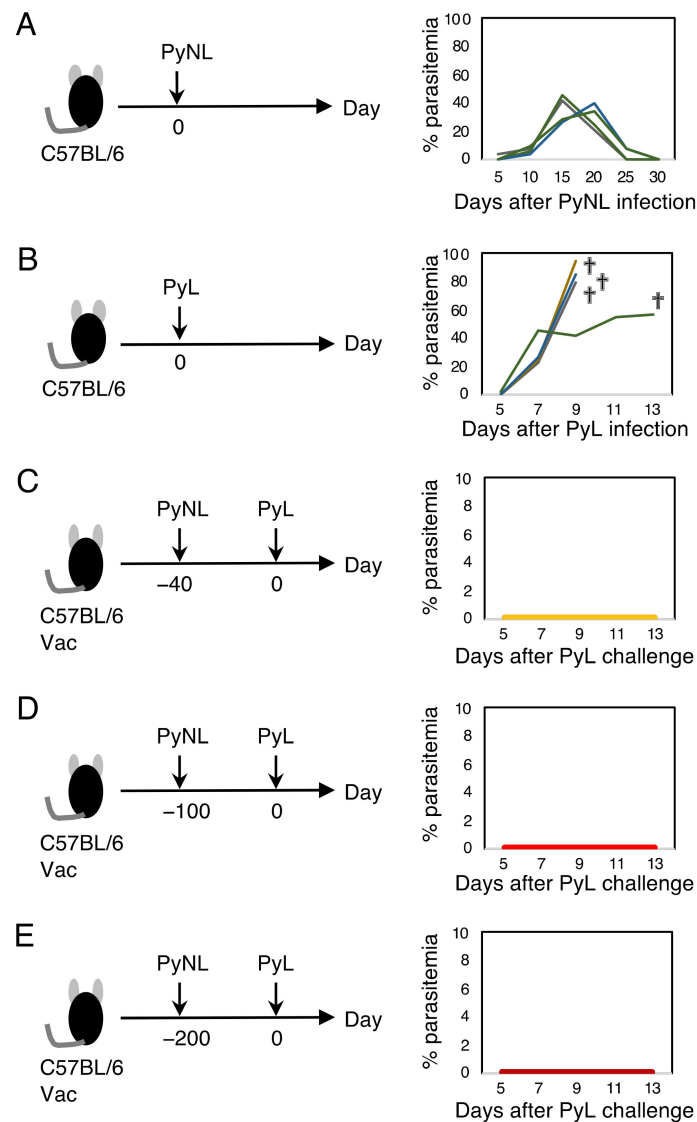 A
PyNL
0
Day
C57BL/6
% parasitemia
100
80
60
40
20
0
5 10 15 20 25 30
Days after PyNL infection
B
PyL
0
Day
C57BL/6
% parasitemia
100
80
60
40
20
0
† † † †
5 7 9 11 13
Days after PyL infection
C
PyNL PyL
−40 0
Day
C57BL/6
Vac
% parasitemia
10
8
6
4
2
0
5 7 9 11 13
Days after PyL challenge
D
PyNL PyL
−100 0
Day
C57BL/6
Vac
% parasitemia
10
8
6
4
2
0
5 7 9 11 13
Days after PyL challenge
E
PyNL PyL
−200 0
Day
C57BL/6
Vac
% parasitemia
10
8
6
4
2
0
5 7 9 11 13
Days after PyL challenge